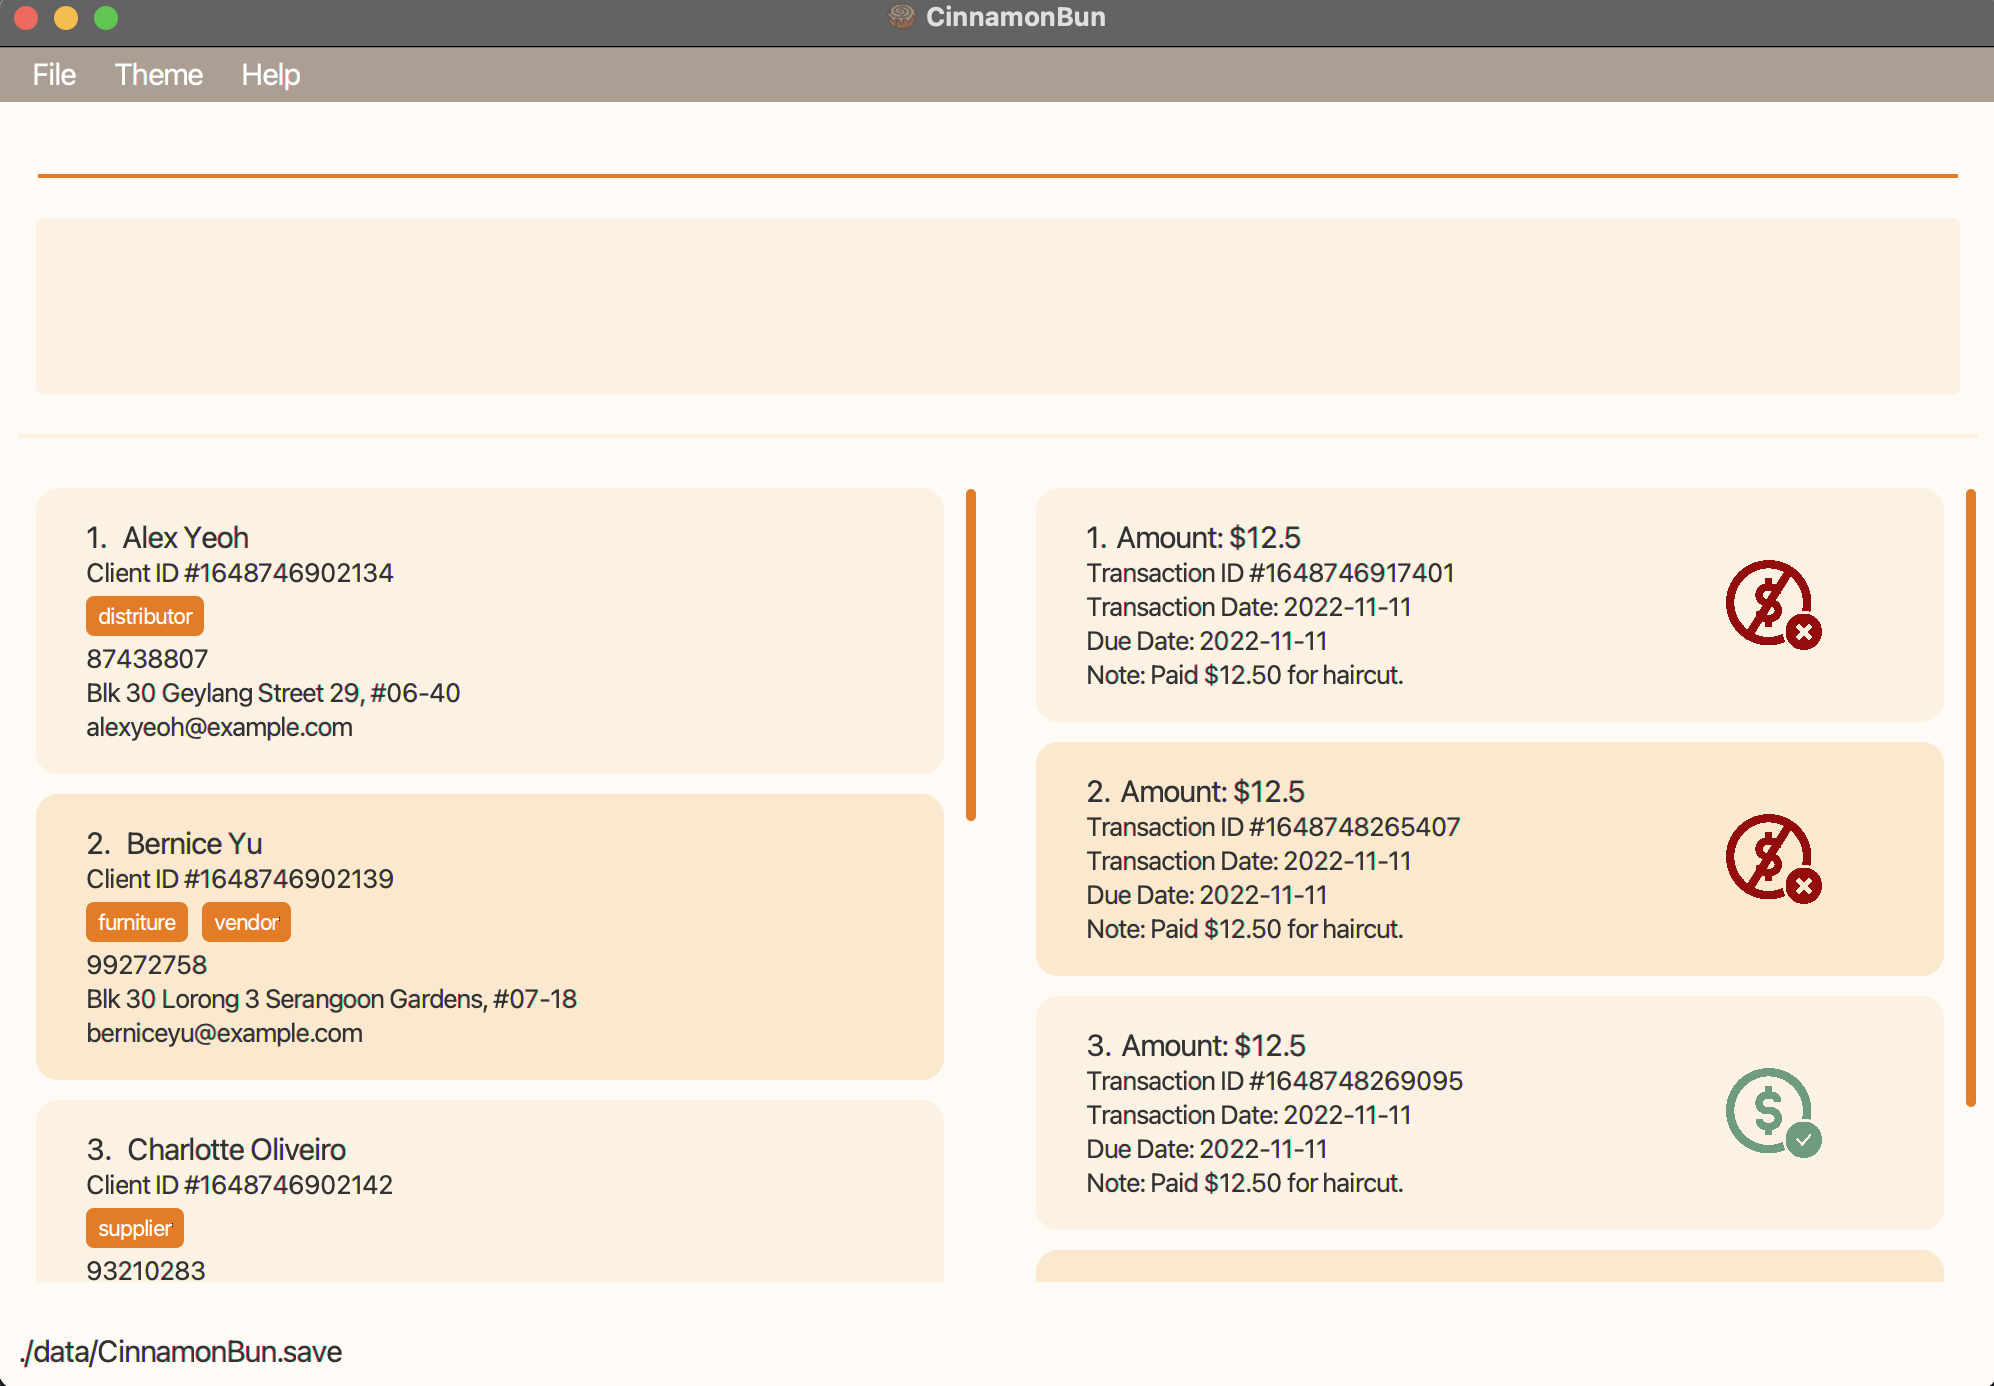 CinnamonBun
File Theme Help
1. Alex Yeoh
Client ID #1648746902134
distributor
87438807
Blk 30 Geylang Street 29, #06-40
alexyeoh@example.com
2. Bernice Yu
Client ID #1648746902139
furniture vendor
99272758
Blk 30 Lorong 3 Serangoon Gardens, #07-18
berniceyu@example.com
3. Charlotte Oliveiro
Client ID #1648746902142
supplier
93210283
1. Amount: $12.5
Transaction ID #1648746917401
Transaction Date: 2022-11-11
Due Date: 2022-11-11
Note: Paid $12.50 for haircut.
2. Amount: $12.5
Transaction ID #1648748265407
Transaction Date: 2022-11-11
Due Date: 2022-11-11
Note: Paid $12.50 for haircut.
3. Amount: $12.5
Transaction ID #1648748269095
Transaction Date: 2022-11-11
Due Date: 2022-11-11
Note: Paid $12.50 for haircut.
./data/CinnamonBun.save